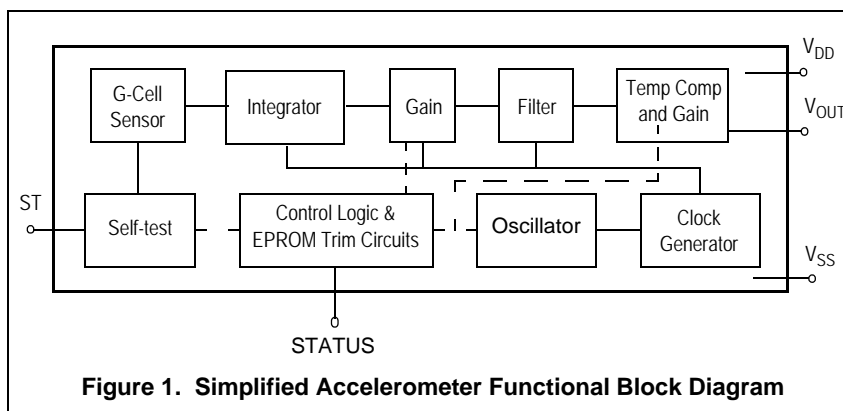 V_DD
G-Cell
Sensor
Integrator
Gain
Filter
Temp Comp
and Gain
V_OUT
ST
Self-test
Control Logic &
EPROM Trim Circuits
Oscillator
Clock
Generator
V_SS
STATUS
Figure 1. Simplified Accelerometer Functional Block Diagram